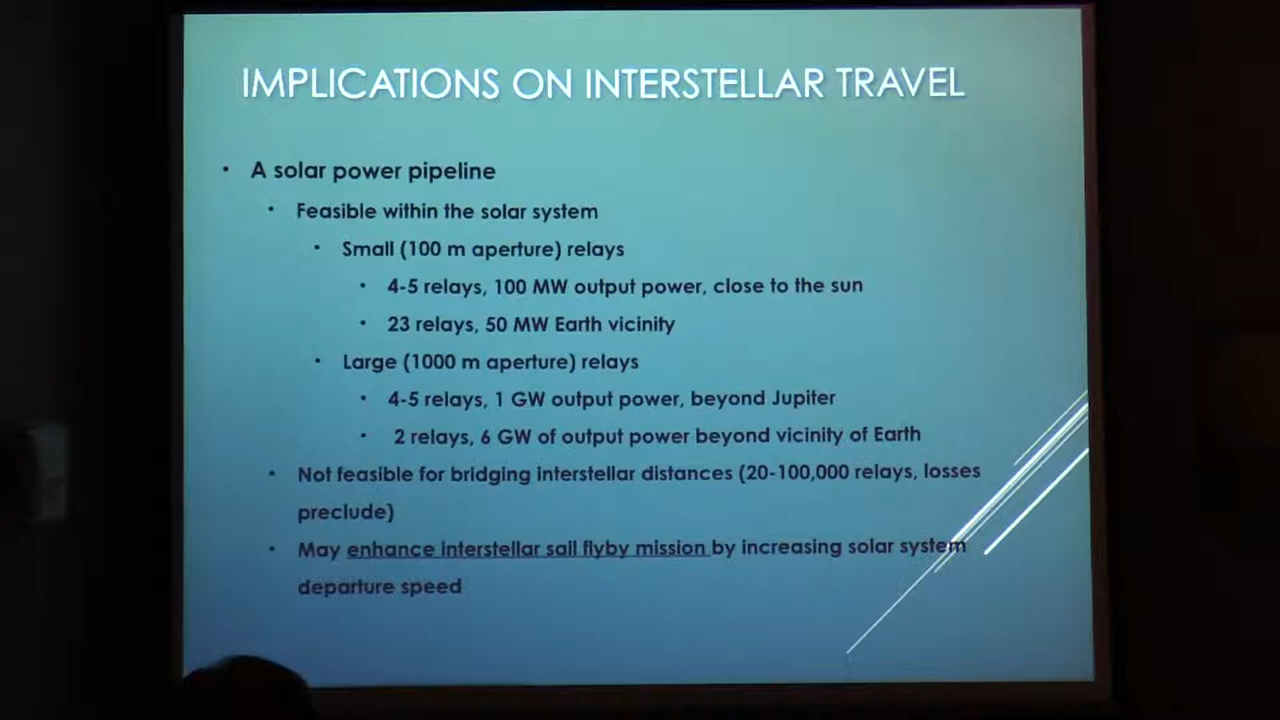 IMPLICATIONS ON INTERSTELLAR TRAVEL
• A solar power pipeline
• Feasible within the solar system
• Small (100 m aperture) relays
• 4-5 relays, 100 MW output power, close to the sun
• 23 relays, 50 MW Earth vicinity
• Large (1000 m aperture) relays
• 4-5 relays, 1 GW output power, beyond Jupiter
• 2 relays, 6 GW of output power beyond vicinity of Earth
• Not feasible for bridging interstellar distances (20-100,000 relays, losses
preclude)
• May enhance interstellar sail flyby mission by increasing solar system
departure speed